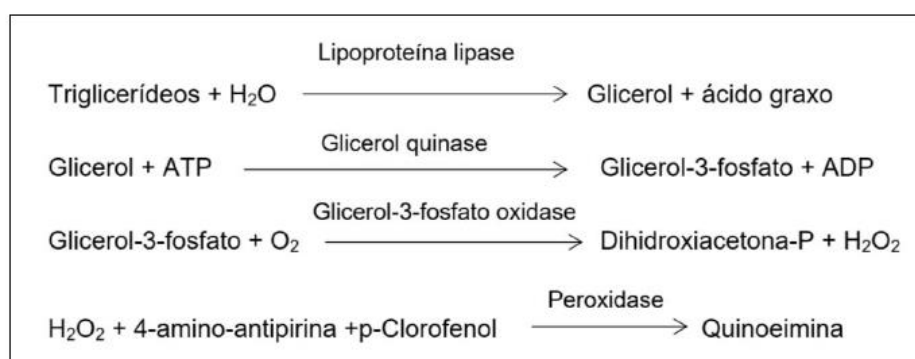 Lipoproteína lipase
Triglicerídeos + H₂O → Glicerol + ácido graxo
Glicerol quinase
Glicerol + ATP → Glicerol-3-fosfato + ADP
Glicerol-3-fosfato oxidase
Glicerol-3-fosfato + O₂ → Dihidroxiacetona-P + H₂O₂
Peroxidase
H₂O₂ + 4-amino-antipirina +p-Clorofenol → Quinoeimina